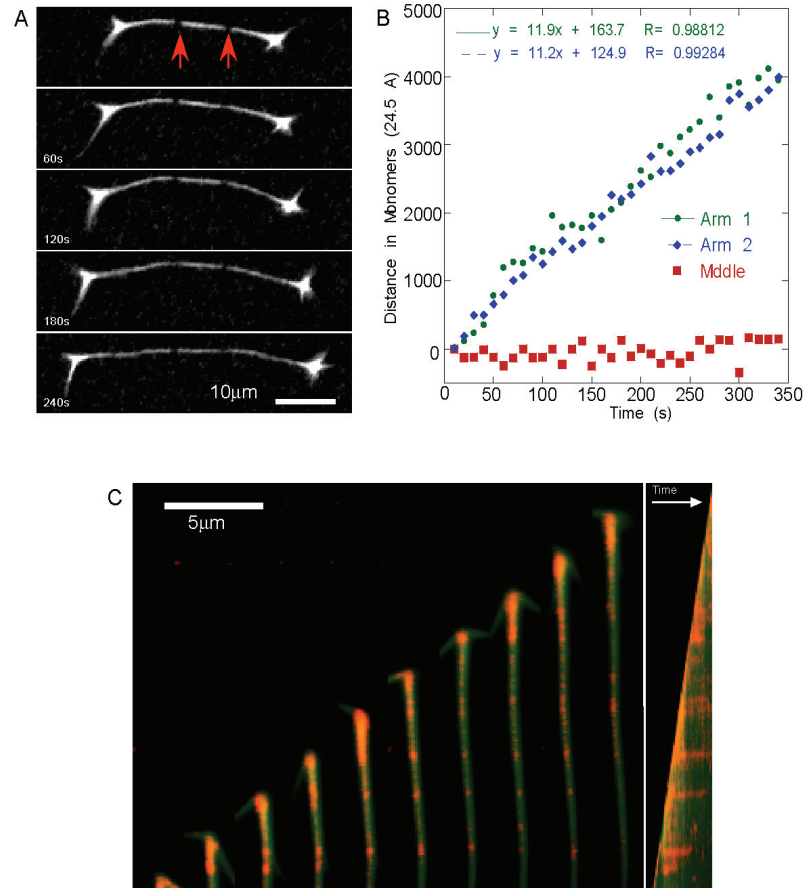 A
60s
120s
180s
240s
10µm
B
y = 11.9x + 163.7 R= 0.98812
y = 11.2x + 124.9 R= 0.99284
Distance in Monomers (24.5 A)
5000
4000
3000
2000
1000
0
Arm 1
Arm 2
Mddle
0
50
100
150
200
250
300
350
Time (s)
C
5µm
Time